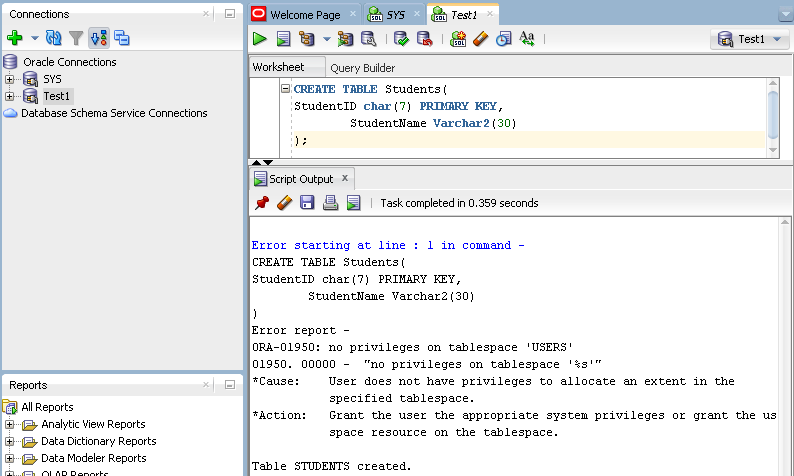 Connections
Oracle Connections
SYS
Test1
Database Schema Service Connections
Reports
All Reports
Analytic View Reports
Data Dictionary Reports
Data Modeler Reports
OLAP Reports
Welcome Page
SYS
Test1
SQL
Aa
Test1
Worksheet
Query Builder
CREATE TABLE Students(
StudentID char(7) PRIMARY KEY,
StudentName Varchar2(30)
);
Script Output
Task completed in 0.359 seconds
Error starting at line : 1 in command -
CREATE TABLE Students(
StudentID char(7) PRIMARY KEY,
StudentName Varchar2(30)
)
Error report -
ORA-01950: no privileges on tablespace 'USERS'
01950. 00000 - "no privileges on tablespace '%s'"
*Cause: User does not have privileges to allocate an extent in the
specified tablespace.
*Action: Grant the user the appropriate system privileges or grant the us
space resource on the tablespace.
Table STUDENTS created.